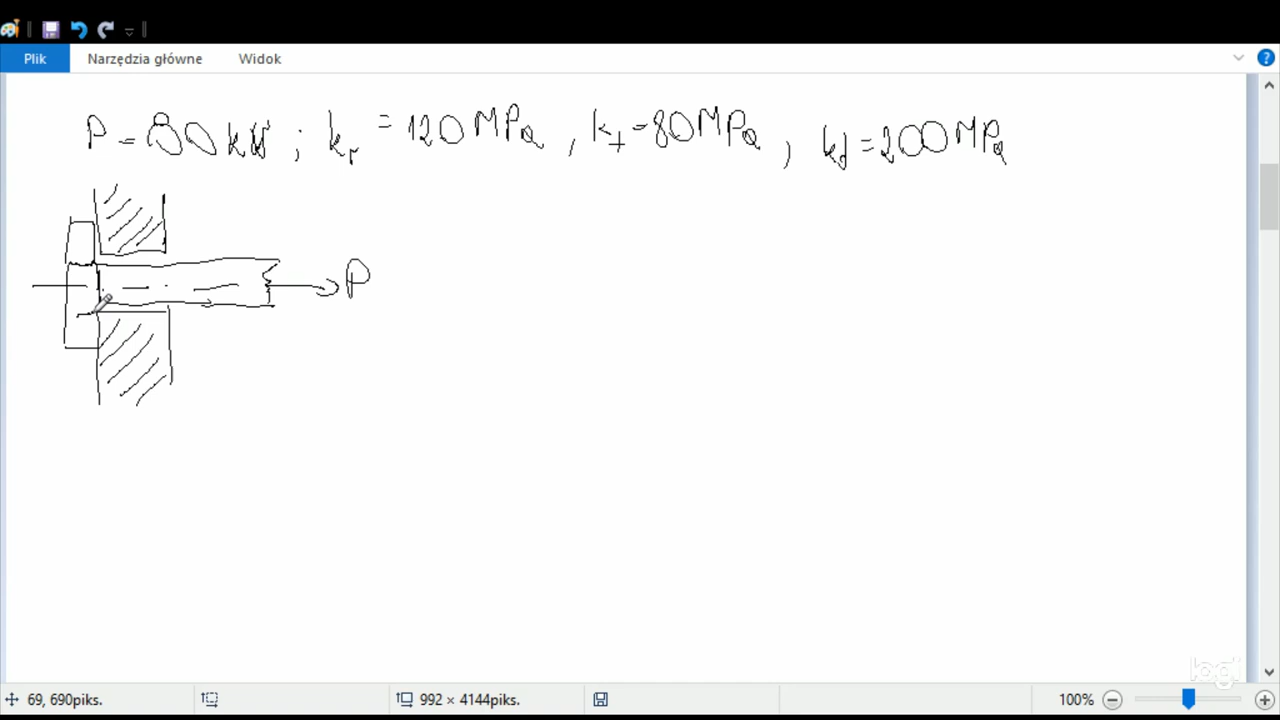 Plik Narzędzia główne Widok
P = 80 kN ; kr = 120 MPa , kt = 80 MPa , kd = 200 MPa
P
logi
69, 690piks. 992 × 4144piks. 100%